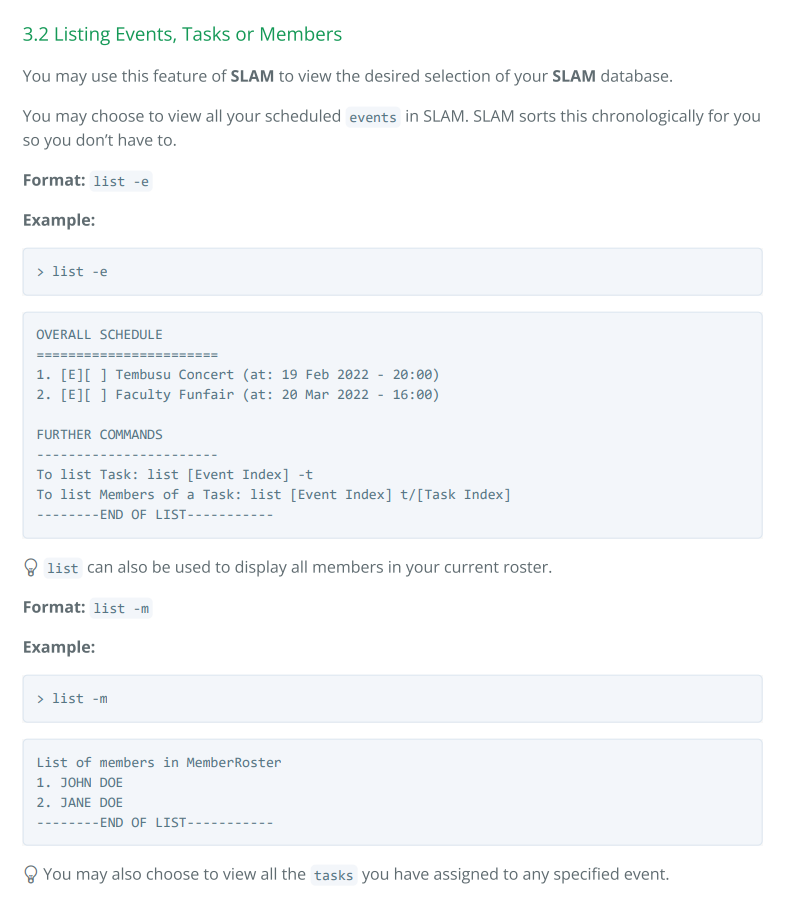 3.2 Listing Events, Tasks or Members
You may use this feature of SLAM to view the desired selection of your SLAM database.
You may choose to view all your scheduled events in SLAM. SLAM sorts this chronologically for you
so you don’t have to.
Format: list -e
Example:
> list -e
OVERALL SCHEDULE
=======================
1. [E][ ] Tembusu Concert (at: 19 Feb 2022 - 20:00)
2. [E][ ] Faculty Funfair (at: 20 Mar 2022 - 16:00)
FURTHER COMMANDS
-----------------------
To list Task: list [Event Index] -t
To list Members of a Task: list [Event Index] t/[Task Index]
--------END OF LIST-----------
list can also be used to display all members in your current roster.
Format: list -m
Example:
> list -m
List of members in MemberRoster
1. JOHN DOE
2. JANE DOE
--------END OF LIST-----------
You may also choose to view all the tasks you have assigned to any specified event.